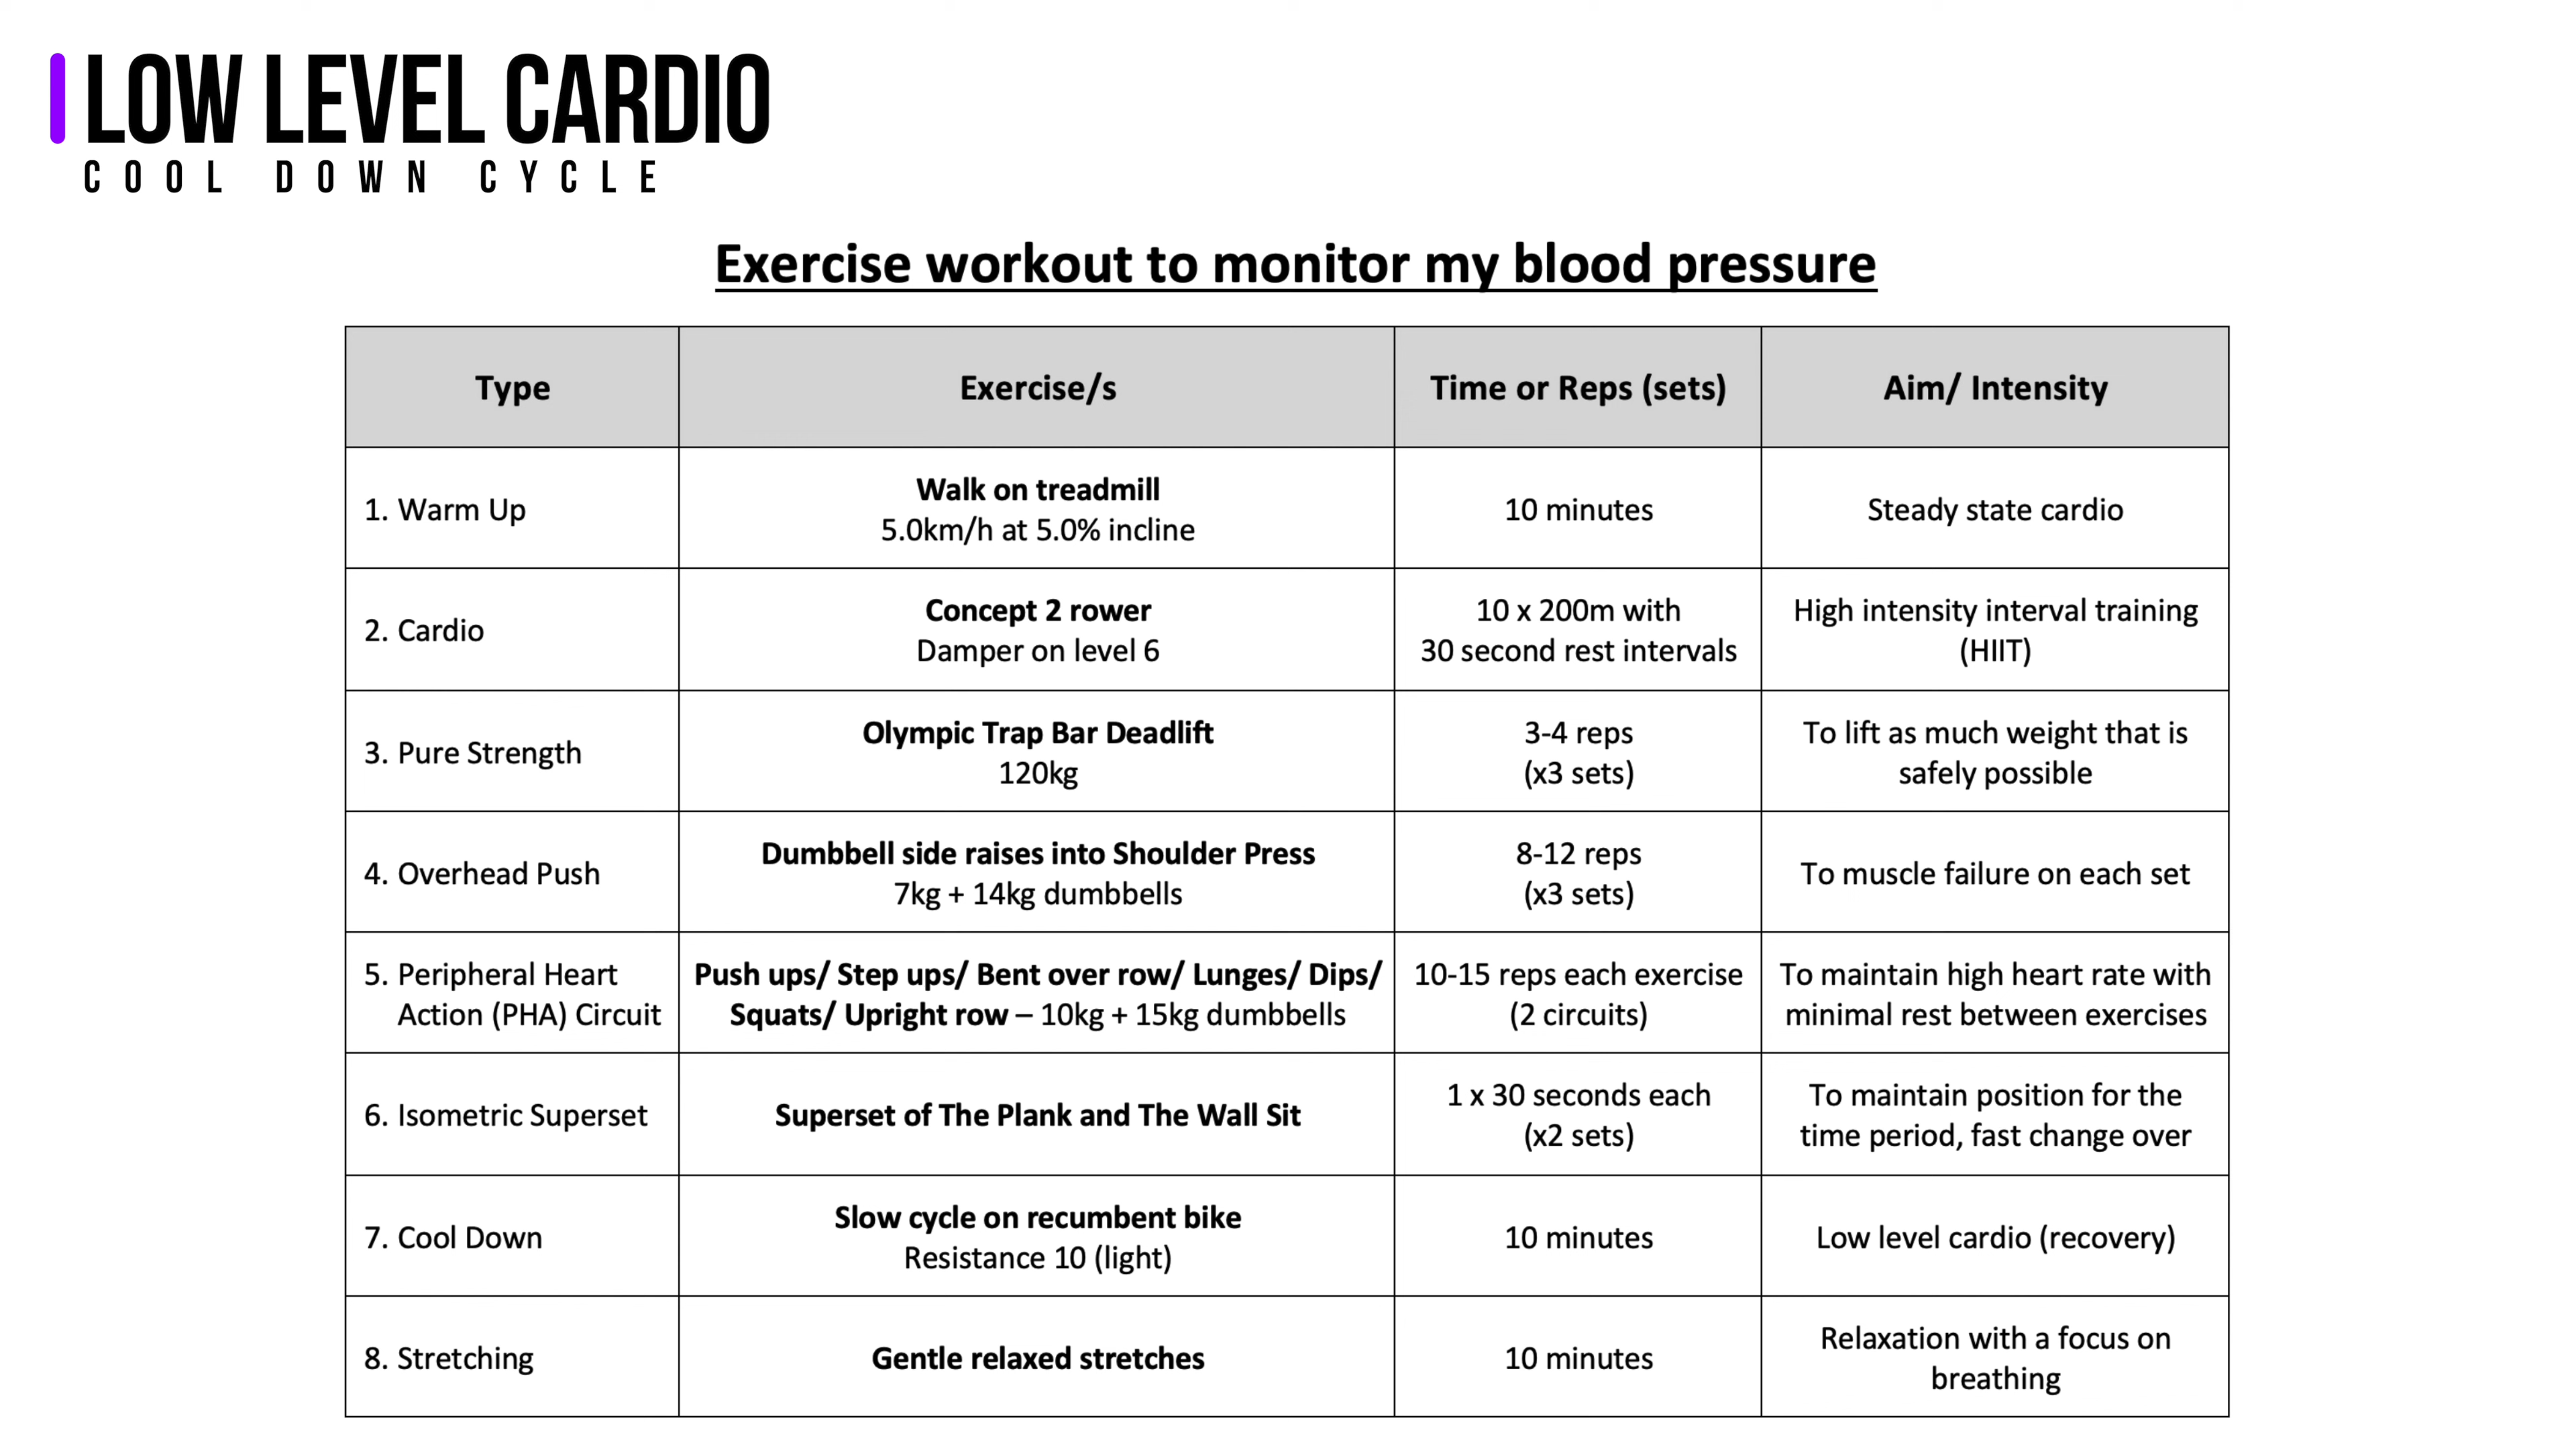 LOW LEVEL CARDIO
COOL DOWN CYCLE
Exercise workout to monitor my blood pressure
Type
Exercise/s
Time or Reps (sets)
Aim/ Intensity
1. Warm Up
Walk on treadmill
5.0km/h at 5.0% incline
10 minutes
Steady state cardio
2. Cardio
Concept 2 rower
Damper on level 6
10 x 200m with
30 second rest intervals
High intensity interval training
(HIIT)
3. Pure Strength
Olympic Trap Bar Deadlift
120kg
3-4 reps
(x3 sets)
To lift as much weight that is
safely possible
4. Overhead Push
Dumbbell side raises into Shoulder Press
7kg + 14kg dumbbells
8-12 reps
(x3 sets)
To muscle failure on each set
5. Peripheral Heart
Action (PHA) Circuit
Push ups/ Step ups/ Bent over row/ Lunges/ Dips/
Squats/ Upright row – 10kg + 15kg dumbbells
10-15 reps each exercise
(2 circuits)
To maintain high heart rate with
minimal rest between exercises
6. Isometric Superset
Superset of The Plank and The Wall Sit
1 x 30 seconds each
(x2 sets)
To maintain position for the
time period, fast change over
7. Cool Down
Slow cycle on recumbent bike
Resistance 10 (light)
10 minutes
Low level cardio (recovery)
8. Stretching
Gentle relaxed stretches
10 minutes
Relaxation with a focus on
breathing